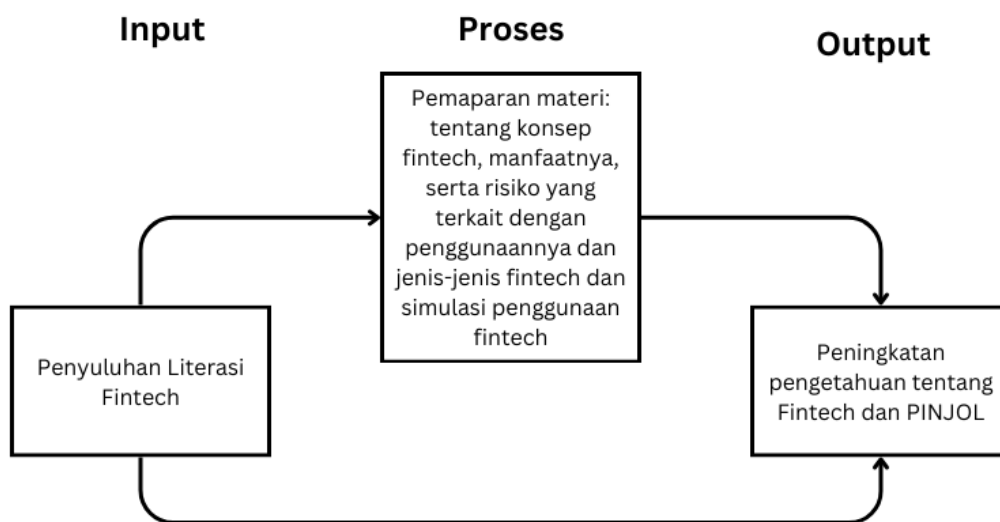 Input
Proses
Output
Pemaparan materi:
tentang konsep
fintech, manfaatnya,
serta risiko yang
terkait dengan
penggunaannya dan
jenis-jenis fintech dan
simulasi penggunaan
fintech
Penyuluhan Literasi
Fintech
Peningkatan
pengetahuan tentang
Fintech dan PINJOL